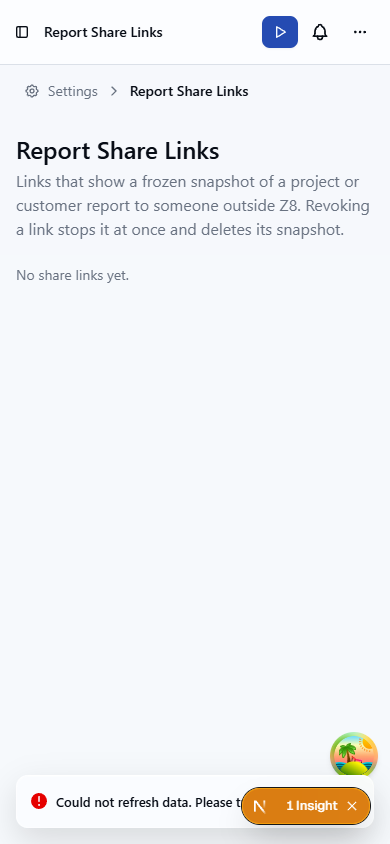 Report Share Links
Settings
Report Share Links
Report Share Links
Links that show a frozen snapshot of a project or
customer report to someone outside Z8. Revoking
a link stops it at once and deletes its snapshot.
No share links yet.
Could not refresh data. Please
1 Insight